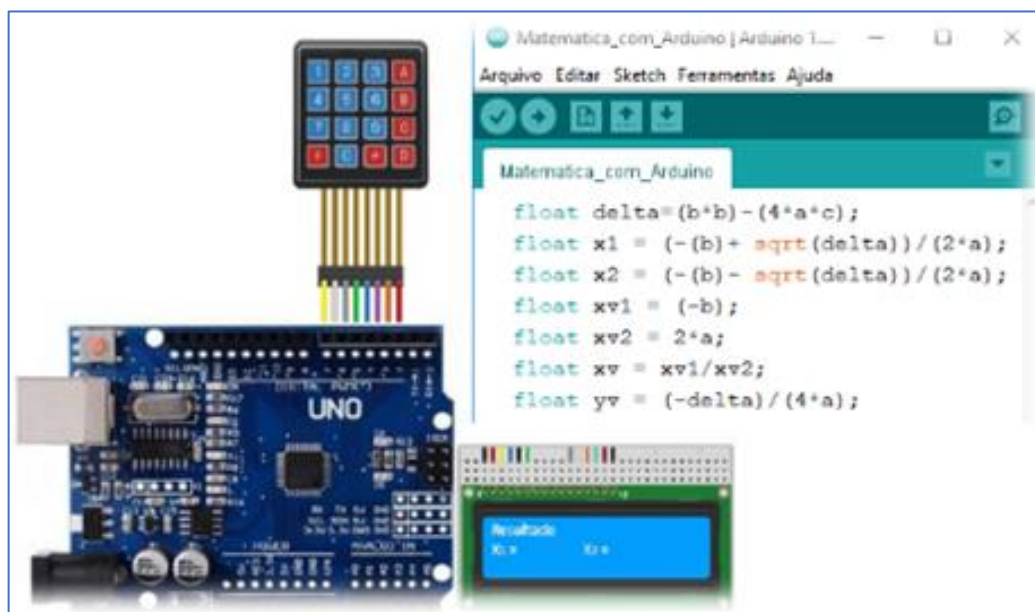 Matematica_com_Arduino | Arduino 1....
Arquivo Editar Sketch Ferramentas Ajuda
Matematica_com_Arduino
float delta=(b*b)-(4*a*c);
float x1 = (-(b)+ sqrt(delta))/(2*a);
float x2 = (-(b)- sqrt(delta))/(2*a);
float xv1 = (-b);
float xv2 = 2*a;
float xv = xv1/xv2;
float yv = (-delta)/(4*a);
1 2 3 A
4 5 6 B
7 8 9 C
D
UNO
Resultado
X1 = X2 =